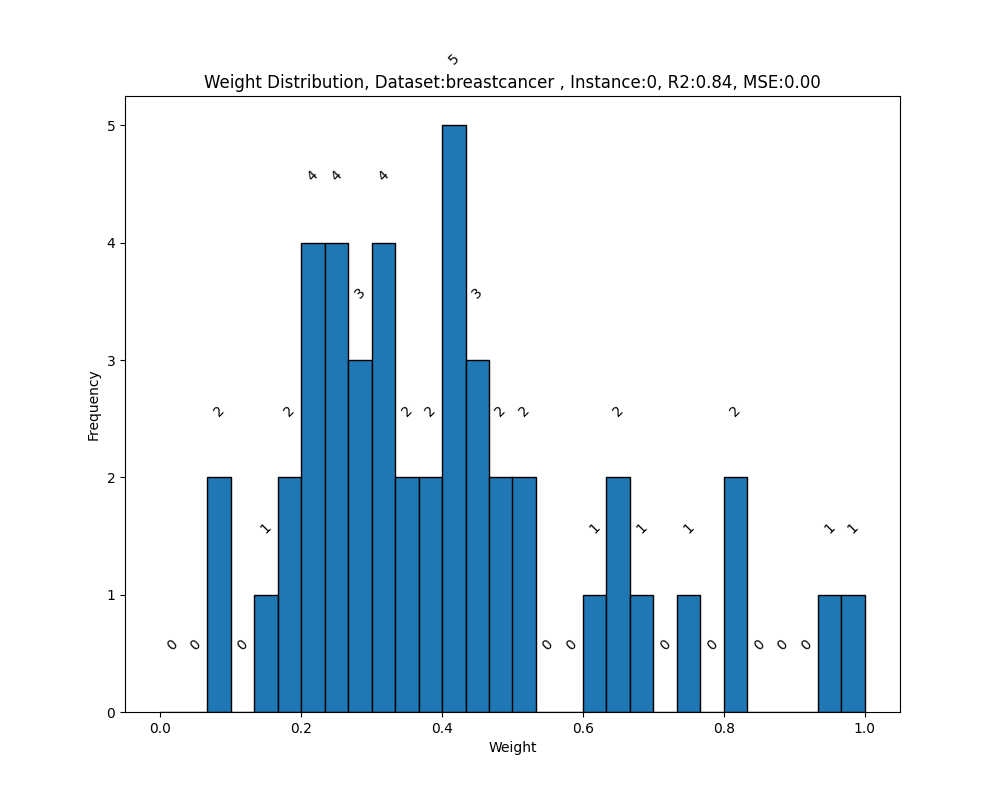 5
Weight Distribution, Dataset:breastcancer , Instance:0, R2:0.84, MSE:0.00
5
4 4 4
4
3 3
3
2 2 2 2 2 2 2 2
2
1 1 1 1 1 1
1
0 0 0 0 0 0 0 0 0 0
0
0.0 0.2 0.4 0.6 0.8 1.0
Frequency
Weight